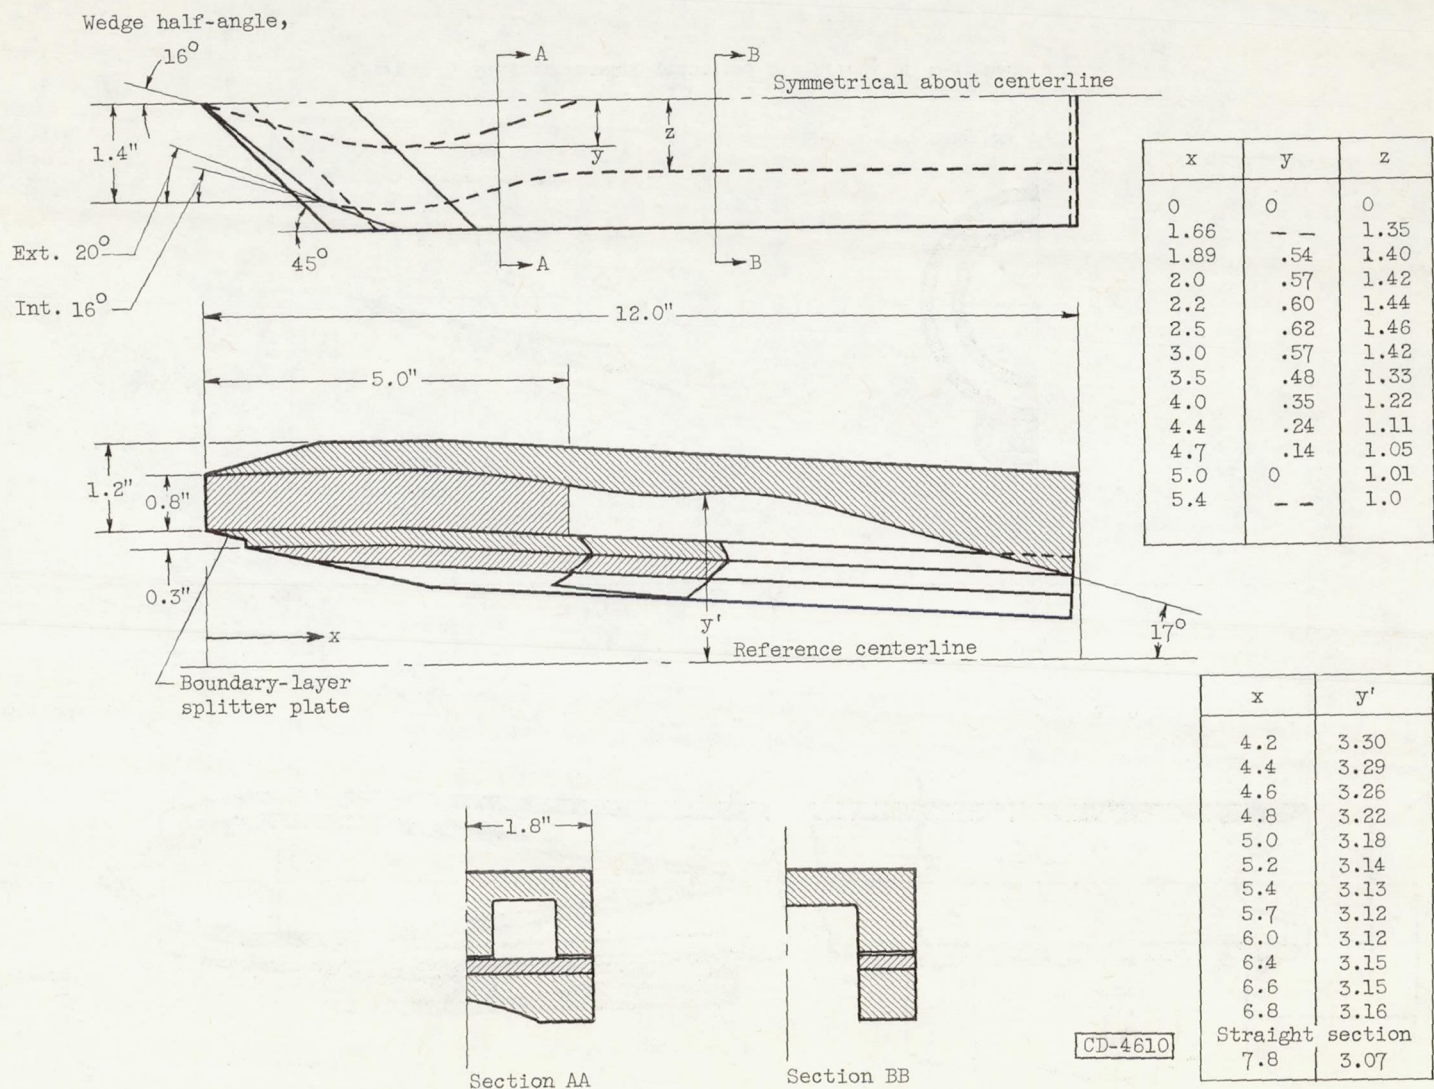 Wedge half-angle,
16°
A
B
Symmetrical about centerline
1.4"
y
z
Ext. 20°
Int. 16°
45°
A
B
x y z
0 0 0
1.66 -- 1.35
1.89 .54 1.40
2.0 .57 1.42
2.2 .60 1.44
2.5 .62 1.46
3.0 .57 1.42
3.5 .48 1.33
4.0 .35 1.22
4.4 .24 1.11
4.7 .14 1.05
5.0 0 1.01
5.4 -- 1.0
12.0"
5.0"
1.2"
0.8"
0.3"
x
y'
17°
Reference centerline
Boundary-layer
splitter plate
x y'
4.2 3.30
4.4 3.29
4.6 3.26
4.8 3.22
5.0 3.18
5.2 3.14
5.4 3.13
5.7 3.12
6.0 3.12
6.4 3.15
6.6 3.15
6.8 3.16
Straight section
7.8 3.07
1.8"
Section AA
Section BB
CD-4610